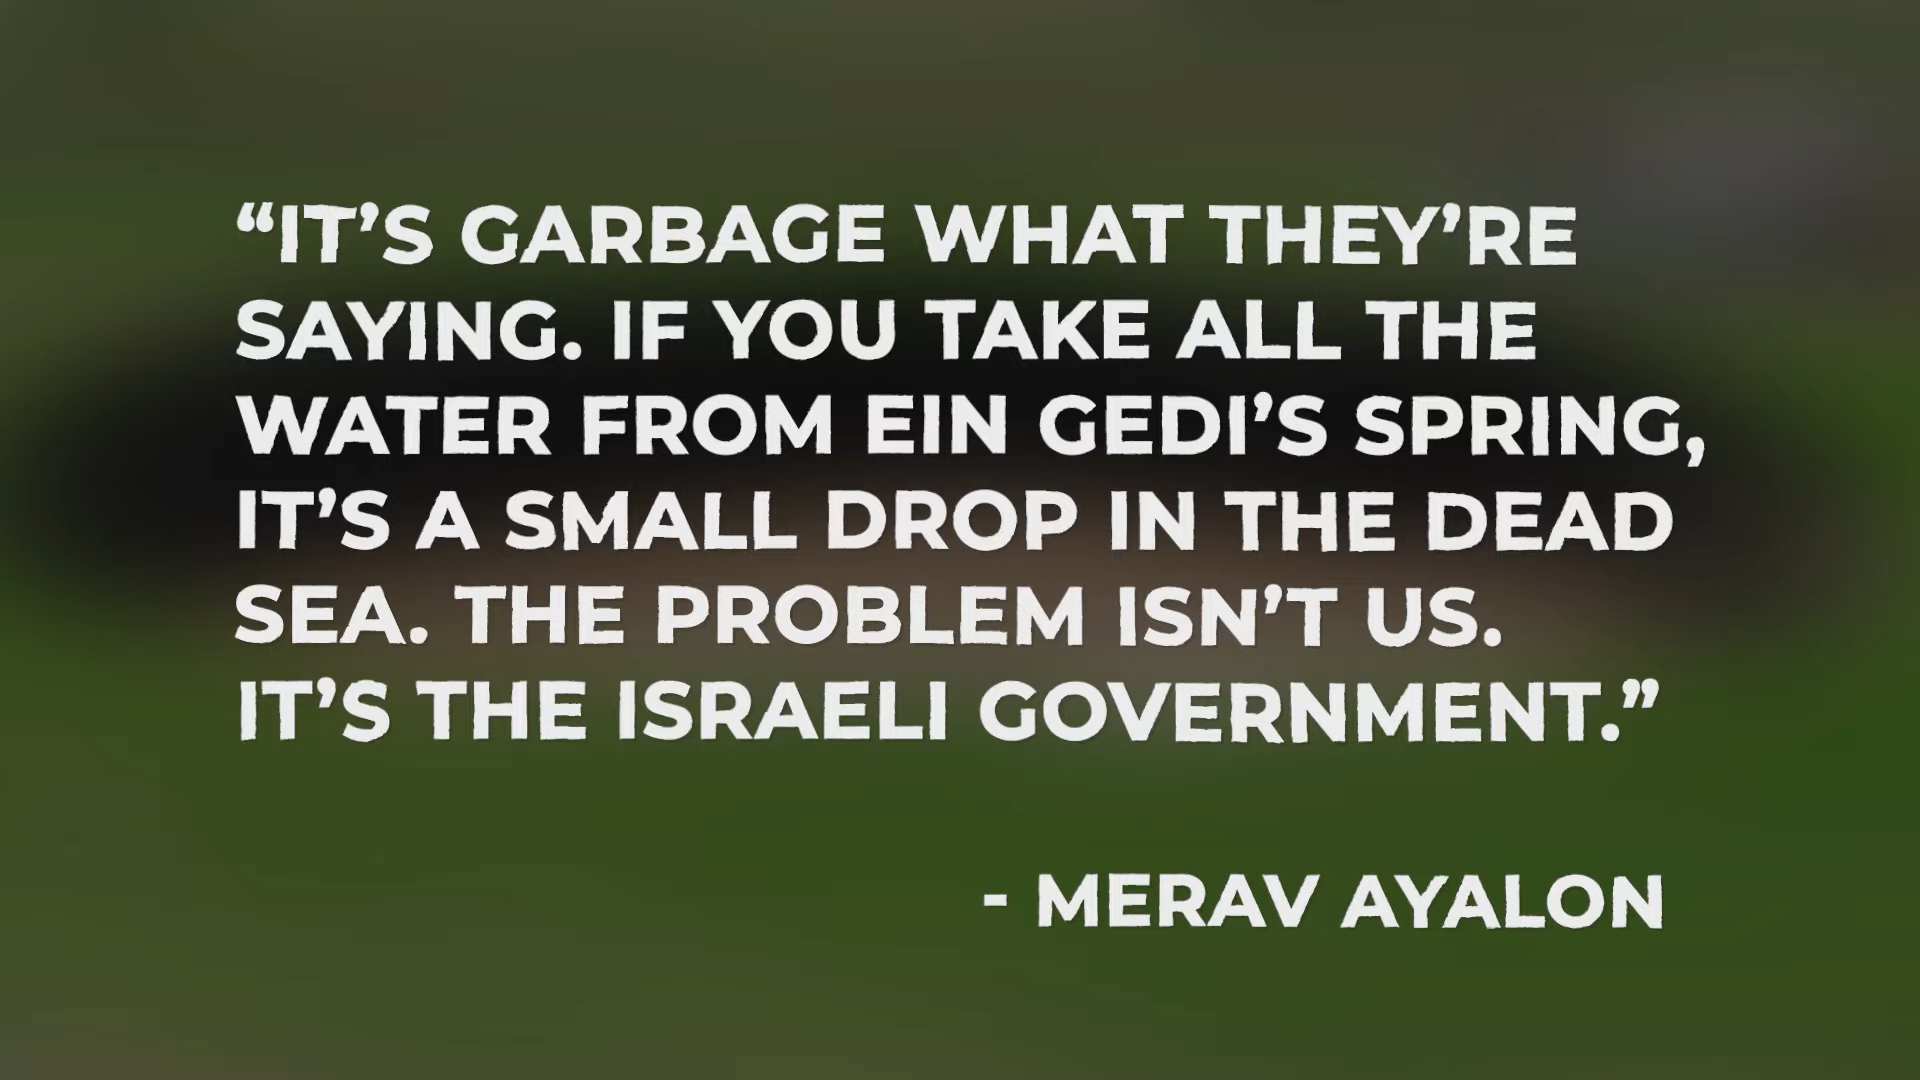 “IT’S GARBAGE WHAT THEY’RE
SAYING. IF YOU TAKE ALL THE
WATER FROM EIN GEDI’S SPRING,
IT’S A SMALL DROP IN THE DEAD
SEA. THE PROBLEM ISN’T US.
IT’S THE ISRAELI GOVERNMENT.”
- MERAV AYALON